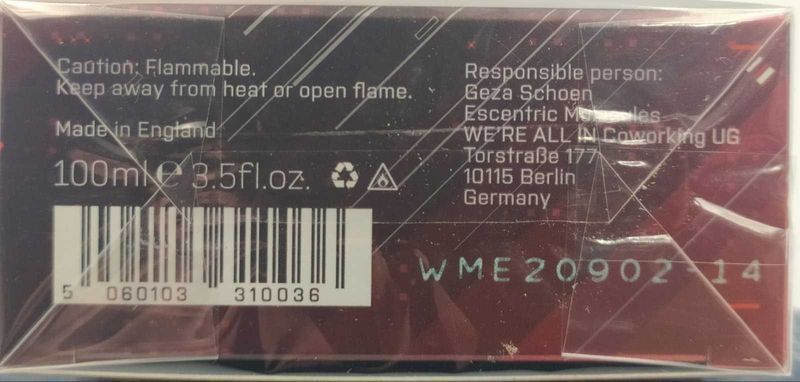 Caution: Flammable.
Keep away from heat or open flame.
Made in England
100ml ℮ 3.5fl.oz.
5 060103 310036
Responsible person:
Geza Schoen
Escentric Molecules
WE'RE ALL IN Coworking UG
Torstraße 177
10115 Berlin
Germany
WME20902-14